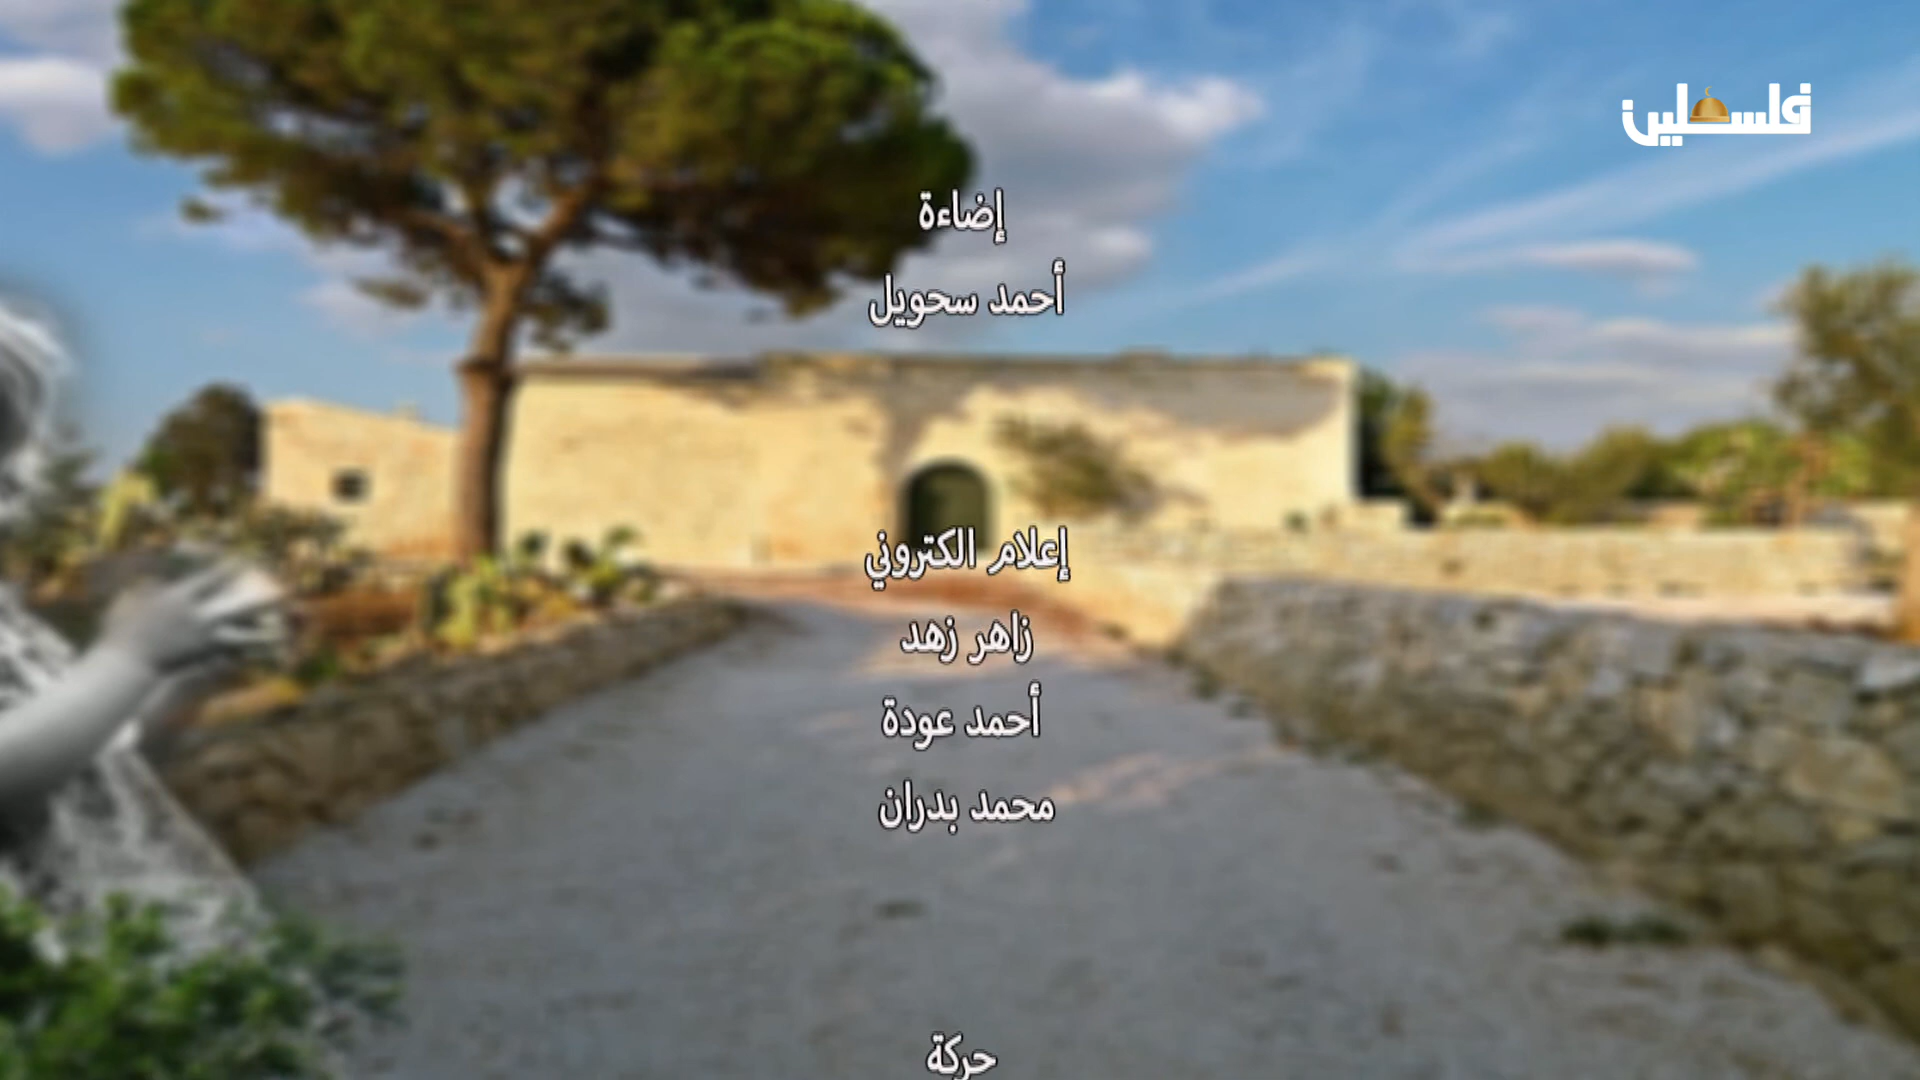 فلسطين
إضاءة
أحمد سحويل
إعلام الكتروني
زاهر زهد
أحمد عودة
محمد بدران
حركة